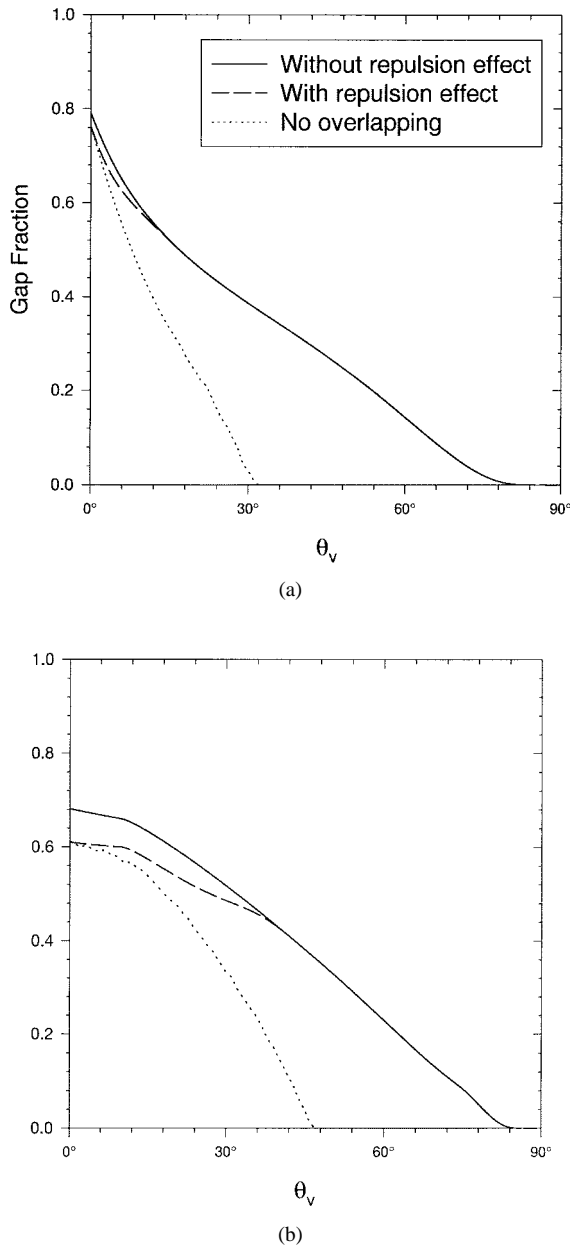 1.0
0.8
0.6
0.4
0.2
0.0
Gap Fraction
Without repulsion effect
With repulsion effect
No overlapping
0° 30° 60° 90°
θv
(a)
1.0
0.8
0.6
0.4
0.2
0.0
0° 30° 60° 90°
θv
(b)